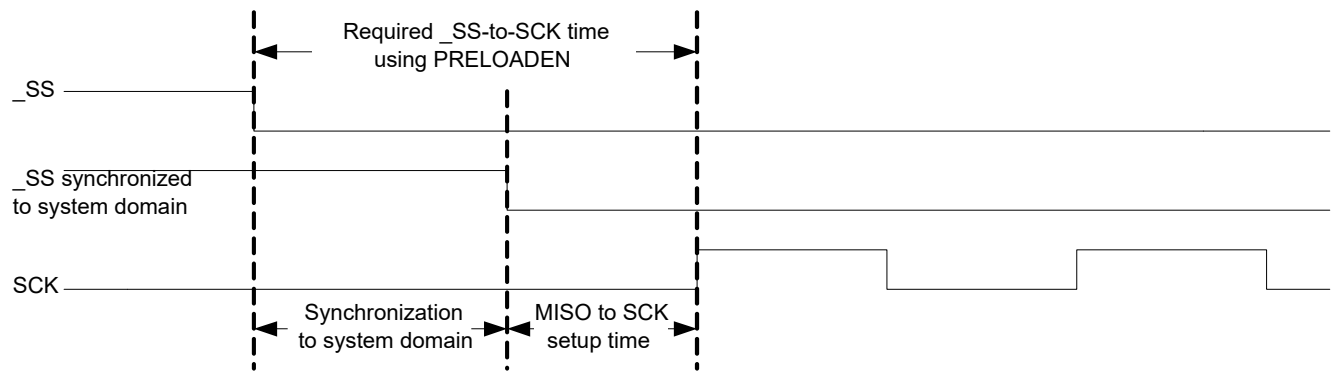 Required _SS-to-SCK time
using PRELOADEN
_SS
_SS synchronized
to system domain
SCK
Synchronization
to system domain
MISO to SCK
setup time